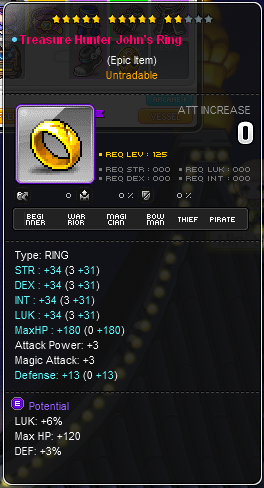 Treasure Hunter John's Ring
(Epic Item)
Untradable
ATT INCREASE
0
REQ LEV : 125
REQ STR : 000 REQ LUK : 000
REQ DEX : 000 REQ INT : 000
0 0 % 0 %
BEGINNER WARRIOR MAGICIAN BOWMAN THIEF PIRATE
Type: RING
STR : +34 (3 +31)
DEX : +34 (3 +31)
INT : +34 (3 +31)
LUK : +34 (3 +31)
MaxHP : +180 (0 +180)
Attack Power: +3
Magic Attack: +3
Defense: +13 (0 +13)
E Potential
LUK: +6%
Max HP: +120
DEF: +3%